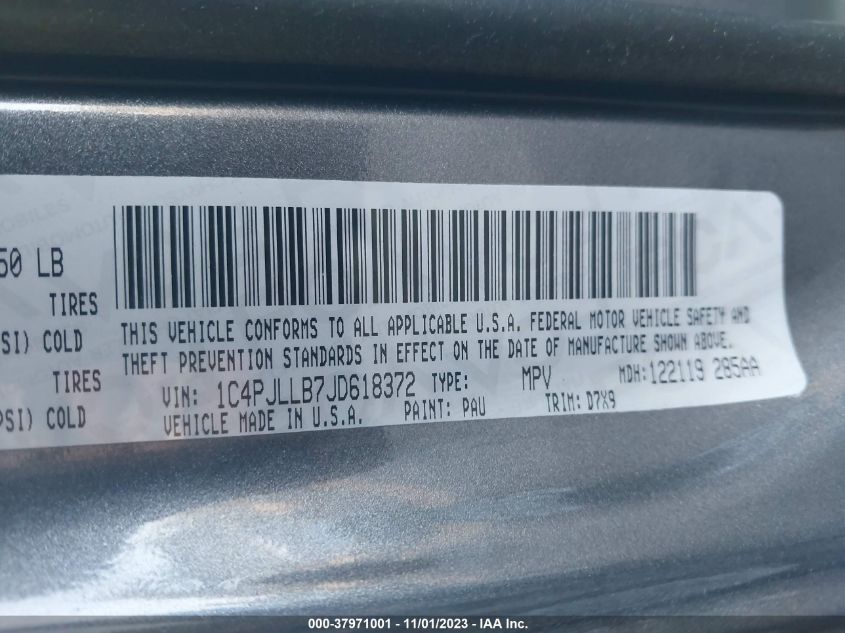 50 LB
TIRES
SI) COLD
TIRES
PSI) COLD
THIS VEHICLE CONFORMS TO ALL APPLICABLE U.S.A. FEDERAL MOTOR VEHICLE SAFETY AND
THEFT PREVENTION STANDARDS IN EFFECT ON THE DATE OF MANUFACTURE SHOWN ABOVE.
VIN: 1C4PJLLB7JD618372 TYPE: MPV MDH:122119 285AA
VEHICLE MADE IN U.S.A. PAINT: PAU TRIM: D7X9
000-37971001 - 11/01/2023 - © IAA Inc.